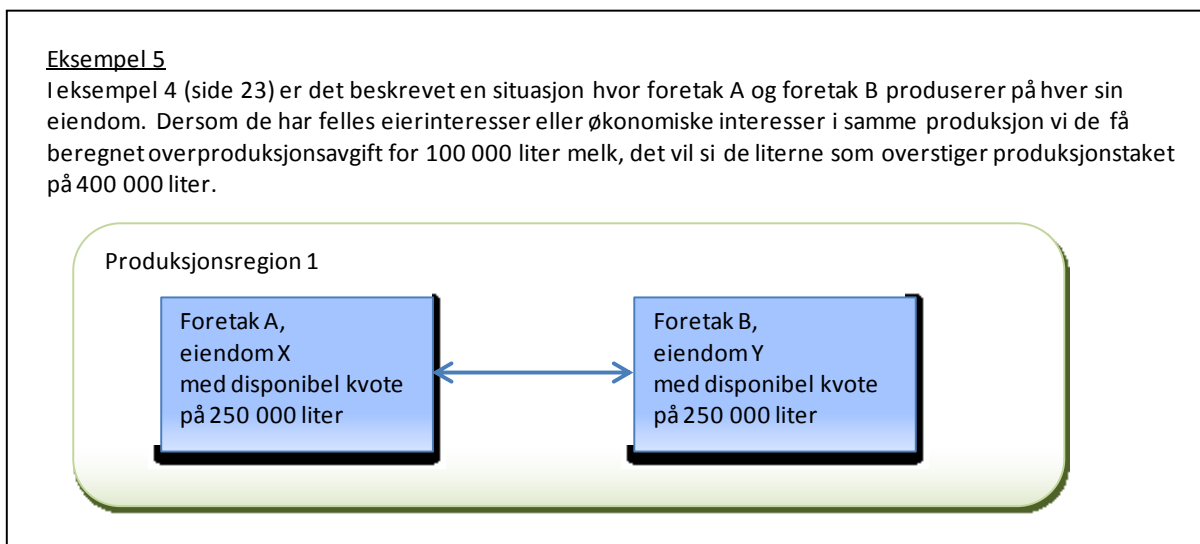 Eksempel 5
I eksempel 4 (side 23) er det beskrevet en situasjon hvor foretak A og foretak B produserer på hver sin
eiendom. Dersom de har felles eierinteresser eller økonomiske interesser i samme produksjon vi de få
beregnet overproduksjonsavgift for 100 000 liter melk, det vil si de literne som overstiger produksjonstaket
på 400 000 liter.
Produksjonsregion 1
Foretak A,
eiendom X
med disponibel kvote
på 250 000 liter
Foretak B,
eiendom Y
med disponibel kvote
på 250 000 liter